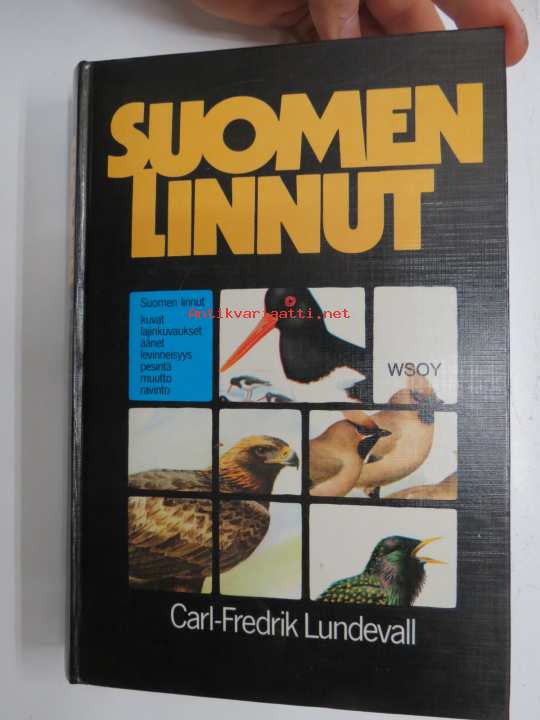 SUOMEN
LINNUT
Suomen linnut
kuvat
lajinkuvaukset
äänet
levinneisyys
pesintä
muutto
ravinto
Antikvariaatti.net
WSOY
Carl-Fredrik Lundevall